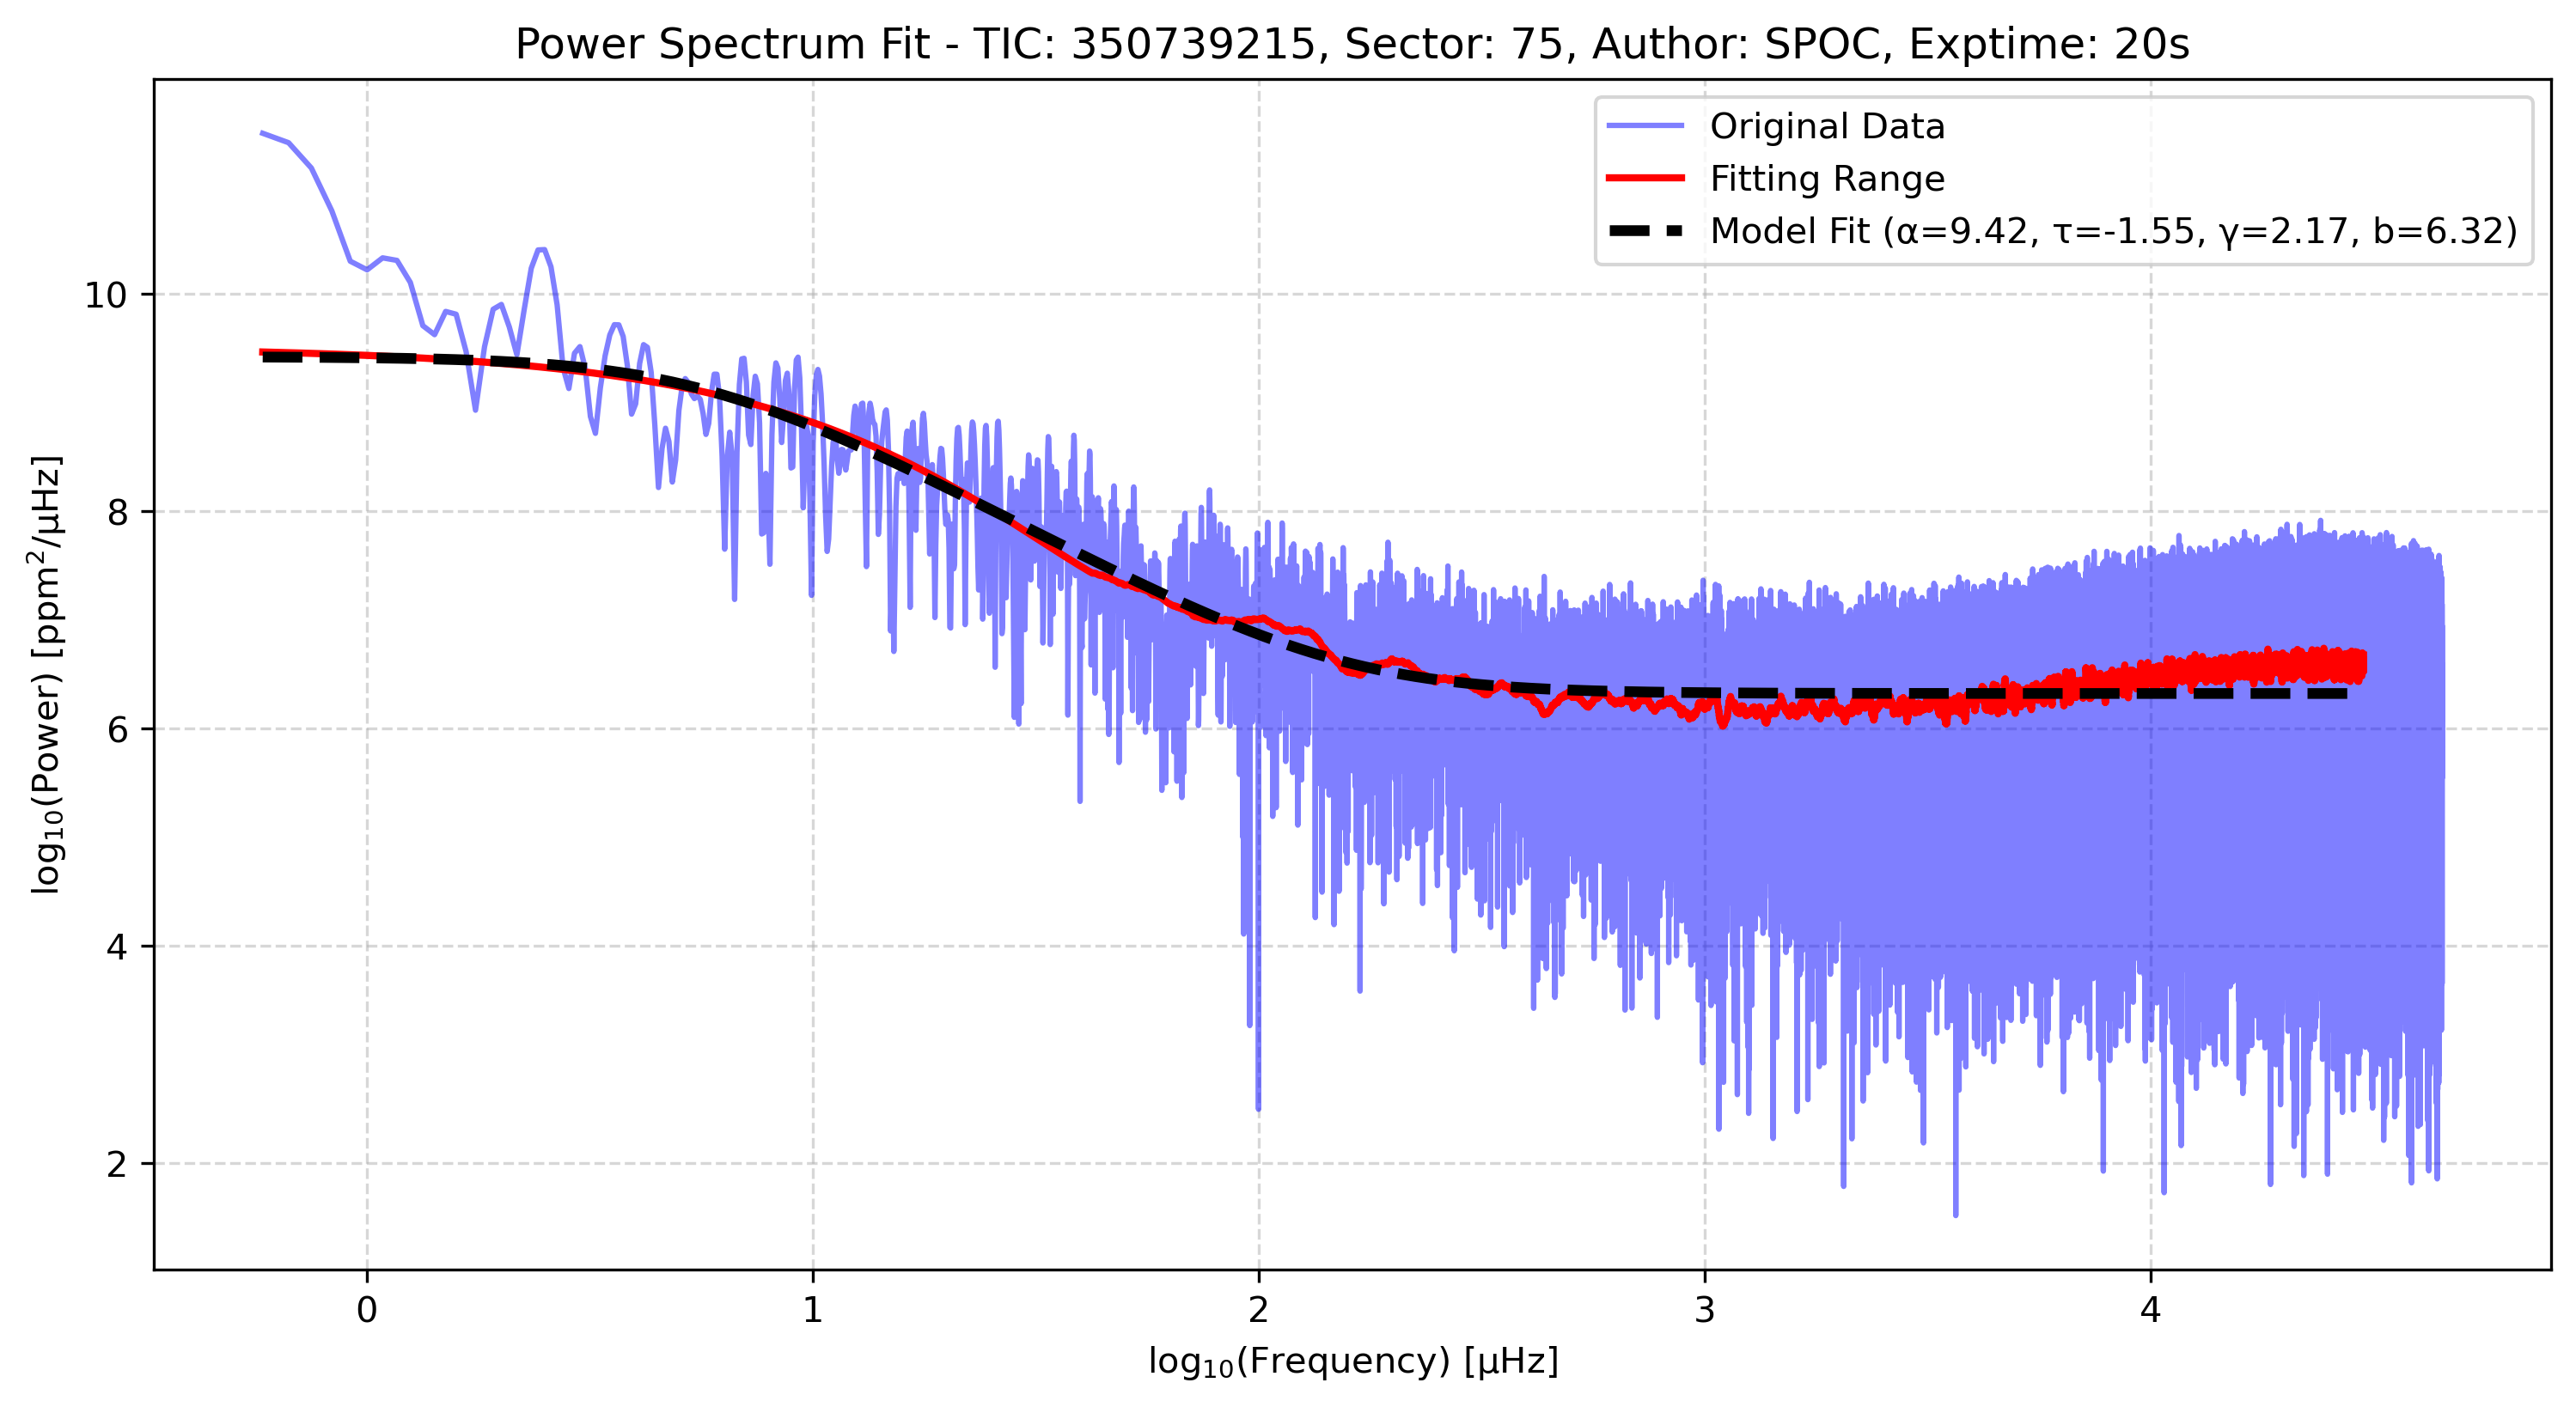 Power Spectrum Fit - TIC: 350739215, Sector: 75, Author: SPOC, Exptime: 20s
Original Data
Fitting Range
Model Fit (α=9.42, τ=-1.55, γ=2.17, b=6.32)
log₁₀(Power) [ppm²/μHz]
10
8
6
4
2
0 1 2 3 4
log₁₀(Frequency) [μHz]